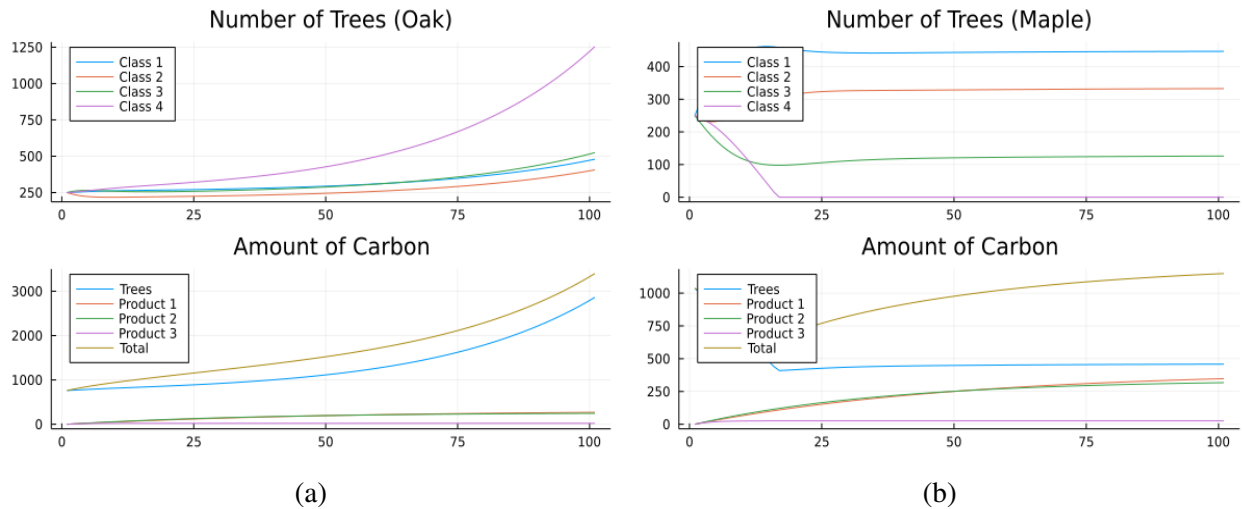 Number of Trees (Oak)
1250
1000
750
500
250
Class 1
Class 2
Class 3
Class 4
0 25 50 75 100
Amount of Carbon
3000
2000
1000
0
Trees
Product 1
Product 2
Product 3
Total
0 25 50 75 100
(a)
Number of Trees (Maple)
400
300
200
100
0
Class 1
Class 2
Class 3
Class 4
0 25 50 75 100
Amount of Carbon
1000
750
500
250
0
Trees
Product 1
Product 2
Product 3
Total
0 25 50 75 100
(b)